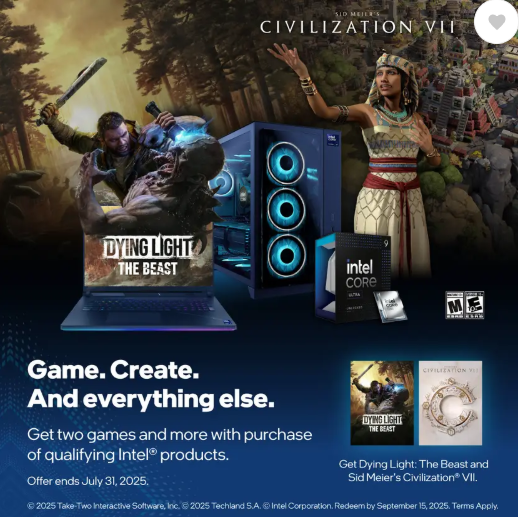 SID MEIER'S
CIVILIZATION VII
DYING LIGHT
THE BEAST
intel
CORE
ULTRA
9
M
E
Game. Create.
And everything else.
Get two games and more with purchase
of qualifying Intel® products.
Offer ends July 31, 2025.
DYING LIGHT
THE BEAST
CIVILIZATION VII
Get Dying Light: The Beast and
Sid Meier's Civilization® VII.
© 2025 Take-Two Interactive Software, Inc. © 2025 Techland S.A. © Intel Corporation. Redeem by September 15, 2025. Terms Apply.